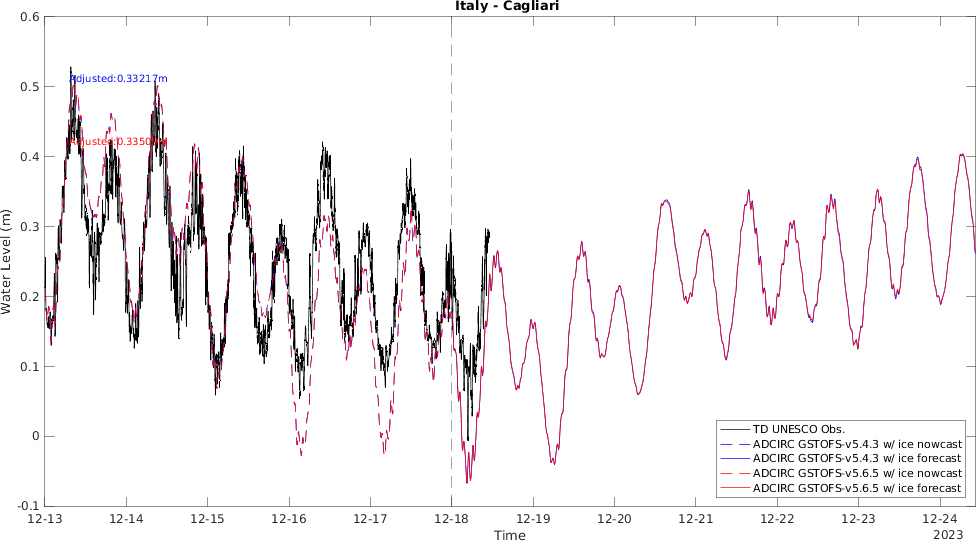 Italy - Cagliari
0.6
0.5
0.4
0.3
0.2
0.1
0
-0.1
Water Level (m)
Adjusted:0.33217m
12-13
12-14
12-15
12-16
12-17
12-18
12-19
12-20
12-21
12-22
12-23
12-24
2023
Time
TD UNESCO Obs.
ADCIRC GSTOFS-v5.4.3 w/ ice nowcast
ADCIRC GSTOFS-v5.4.3 w/ ice forecast
ADCIRC GSTOFS-v5.6.5 w/ ice nowcast
ADCIRC GSTOFS-v5.6.5 w/ ice forecast